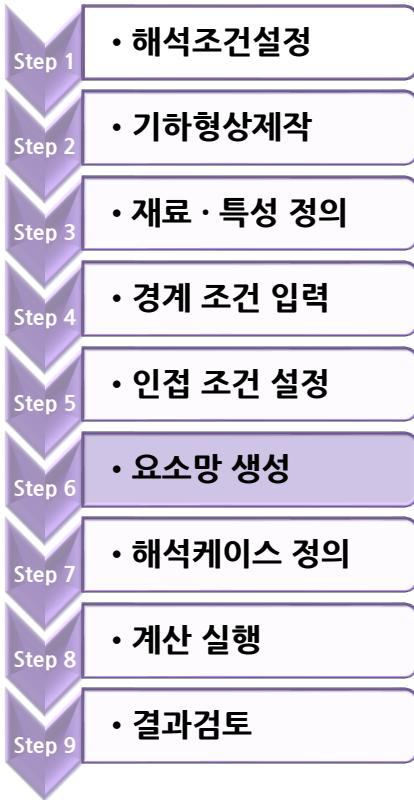 Step 1
• 해석조건설정
Step 2
• 기하형상제작
Step 3
• 재료 · 특성 정의
Step 4
• 경계 조건 입력
Step 5
• 인접 조건 설정
Step 6
• 요소망 생성
Step 7
• 해석케이스 정의
Step 8
• 계산 실행
Step 9
• 결과검토